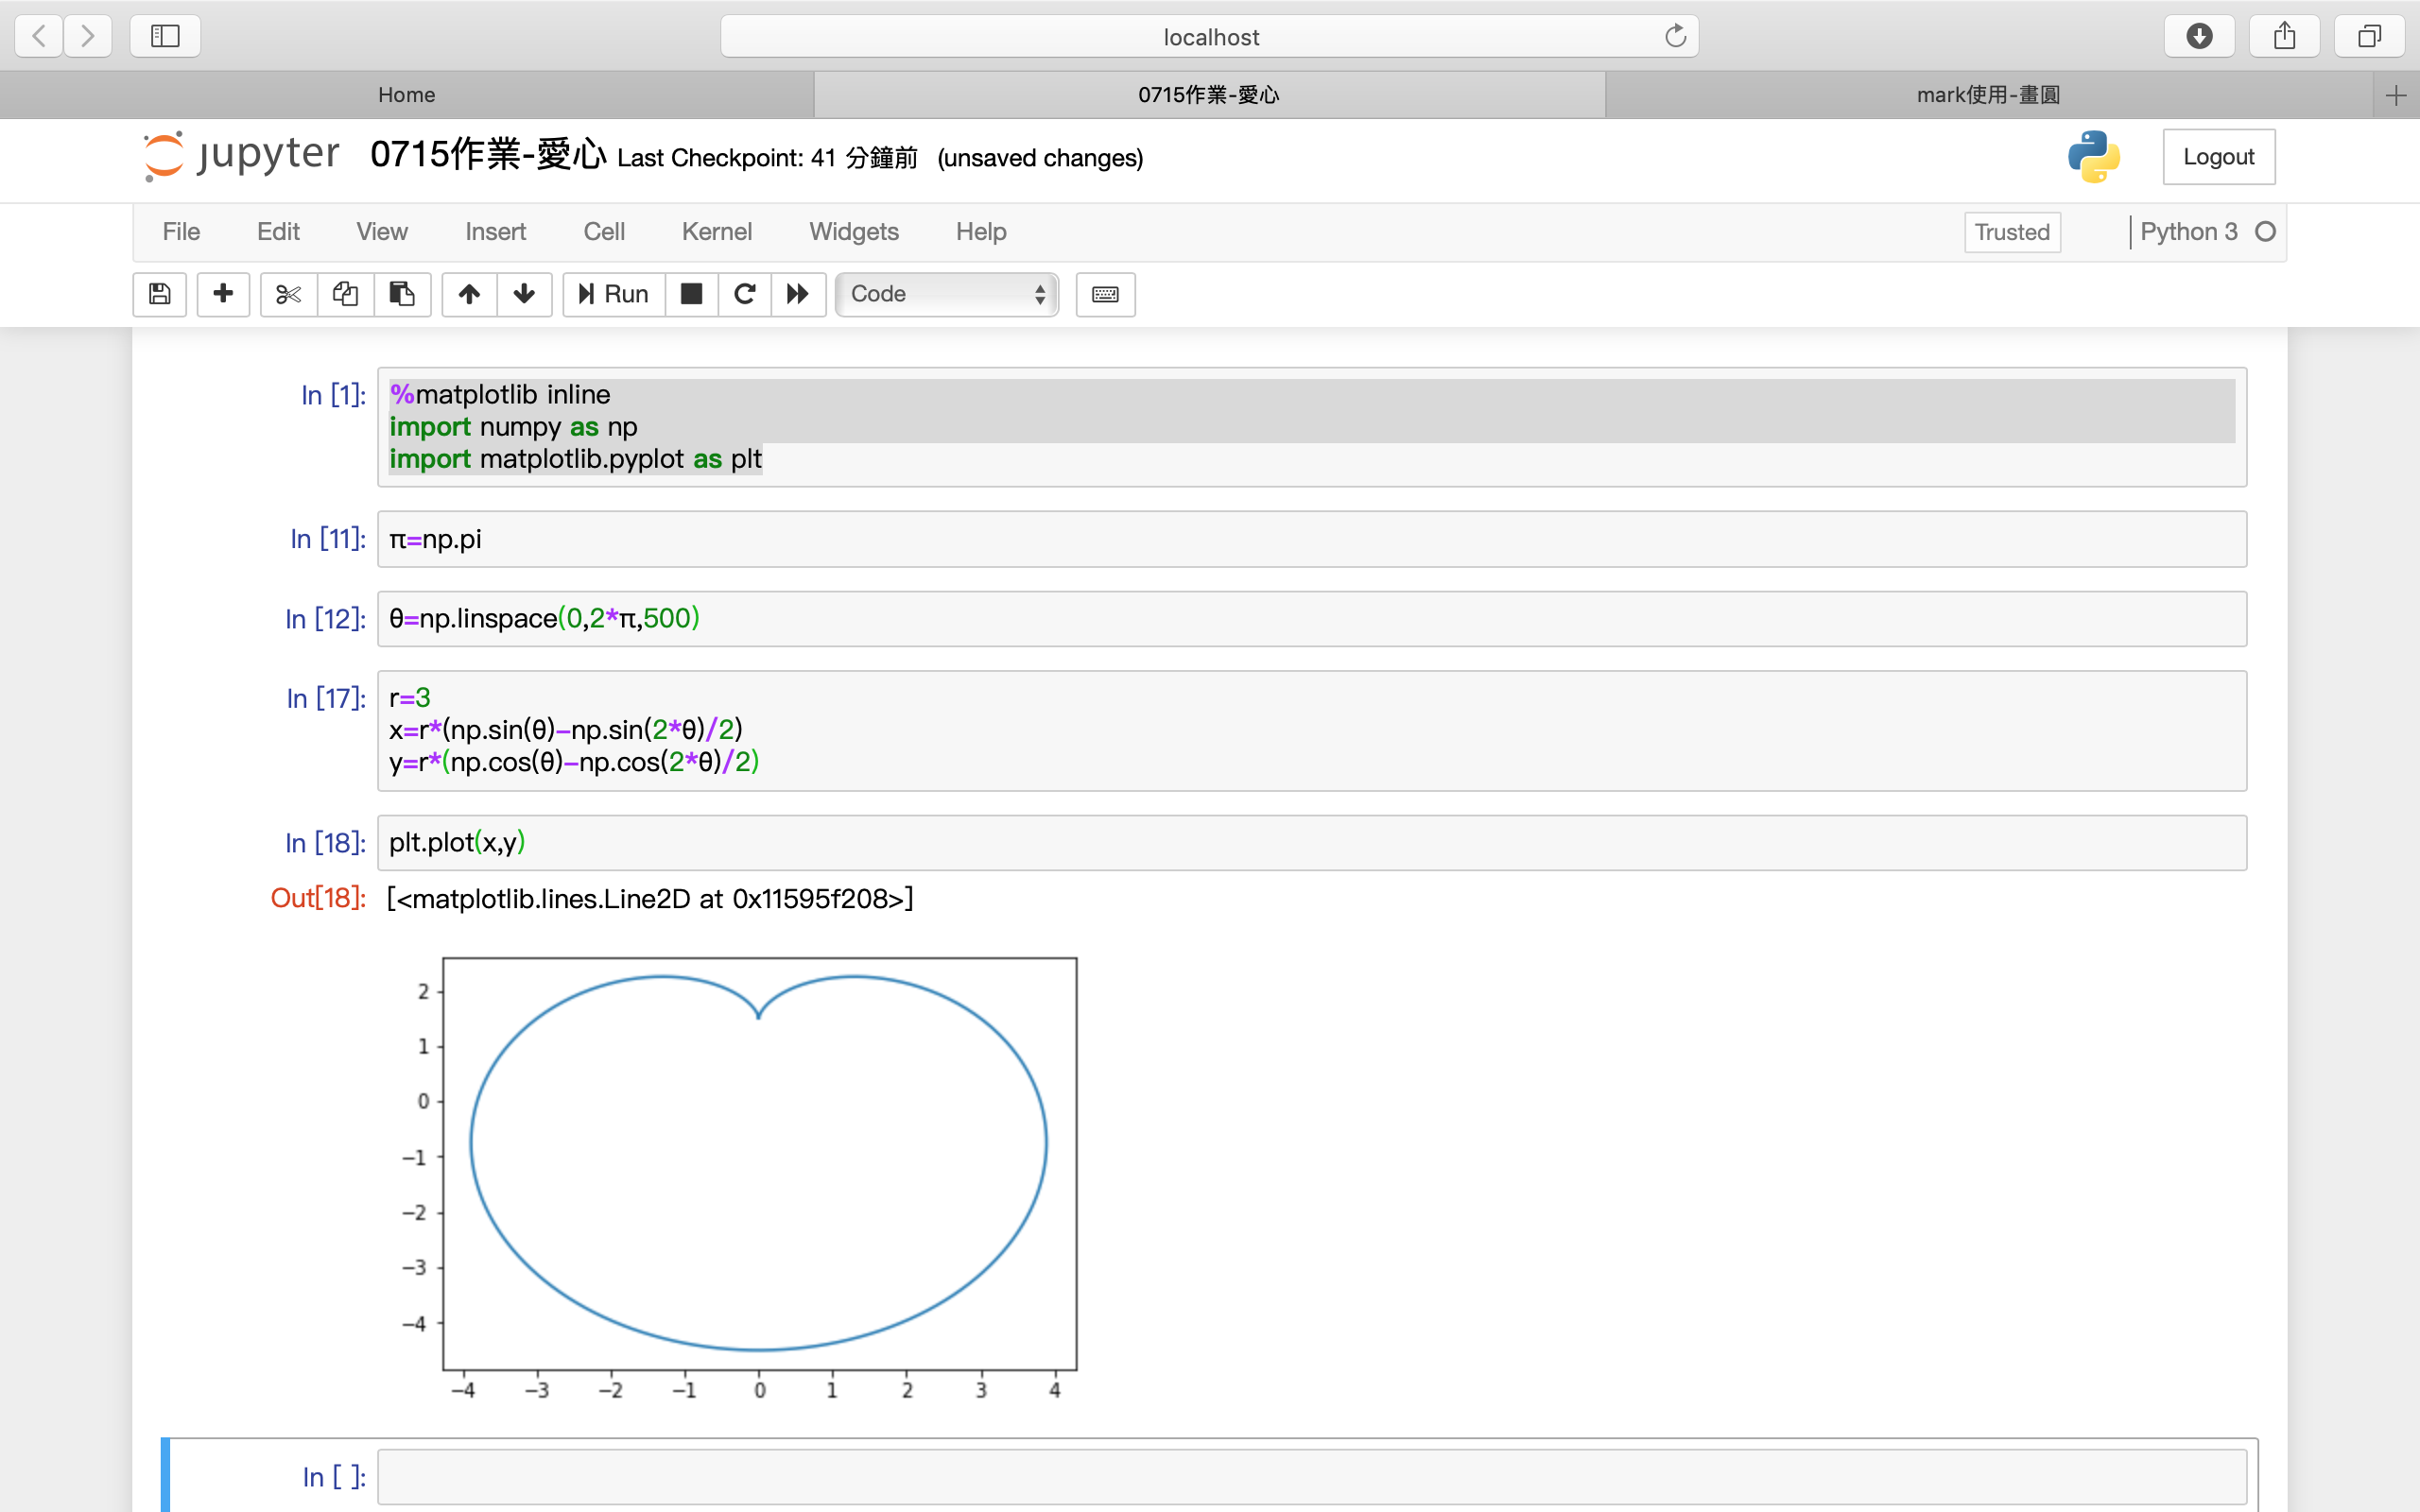 localhost
Home
0715作業-愛心
mark使用-畫圓
jupyter 0715作業-愛心 Last Checkpoint: 41 分鐘前 (unsaved changes)
Logout
File Edit View Insert Cell Kernel Widgets Help
Trusted
Python 3
Run
Code
In [1]:
%matplotlib inline
import numpy as np
import matplotlib.pyplot as plt
In [11]:
π=np.pi
In [12]:
θ=np.linspace(0,2*π,500)
In [17]:
r=3
x=r*(np.sin(θ)–np.sin(2*θ)/2)
y=r*(np.cos(θ)–np.cos(2*θ)/2)
In [18]:
plt.plot(x,y)
Out[18]:
[<matplotlib.lines.Line2D at 0x11595f208>]
2
1
0
−1
−2
−3
−4
−4 −3 −2 −1 0 1 2 3 4
In [ ]: